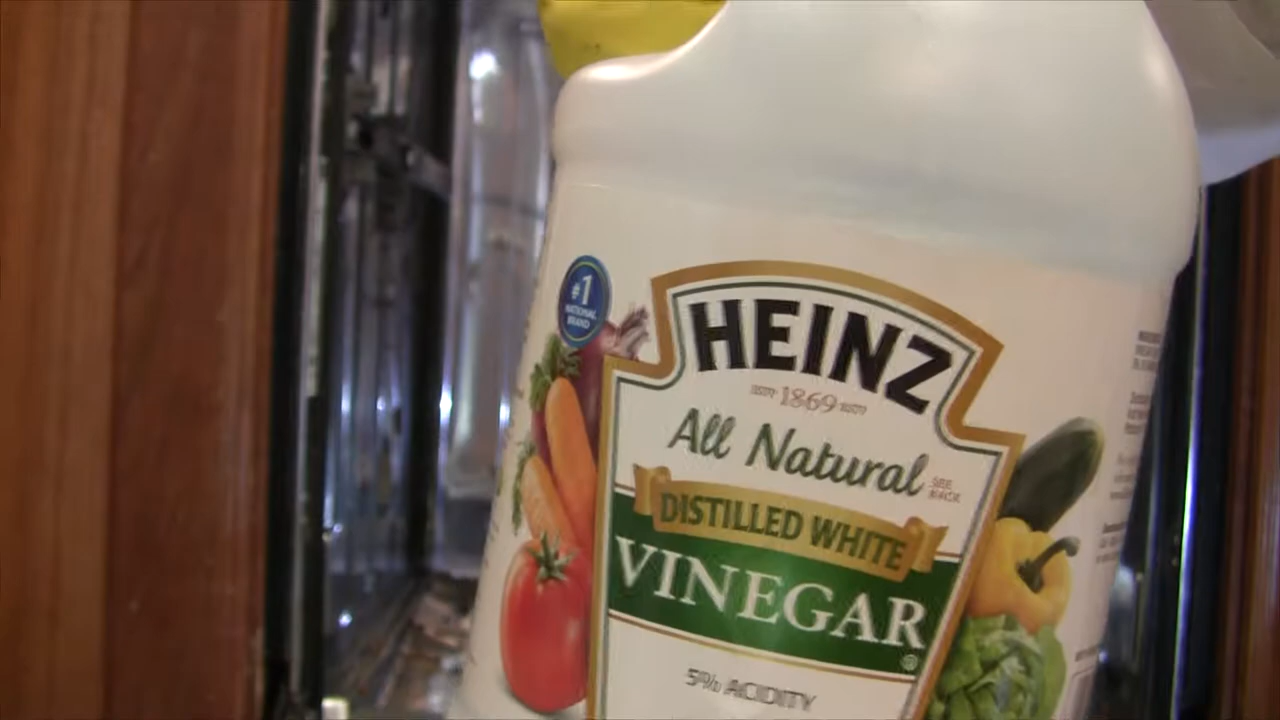 #1
NATIONAL
BRAND
HEINZ
ESTD 1869 ESTD
All Natural
SEE
BACK
DISTILLED WHITE
VINEGAR
®
5% ACIDITY